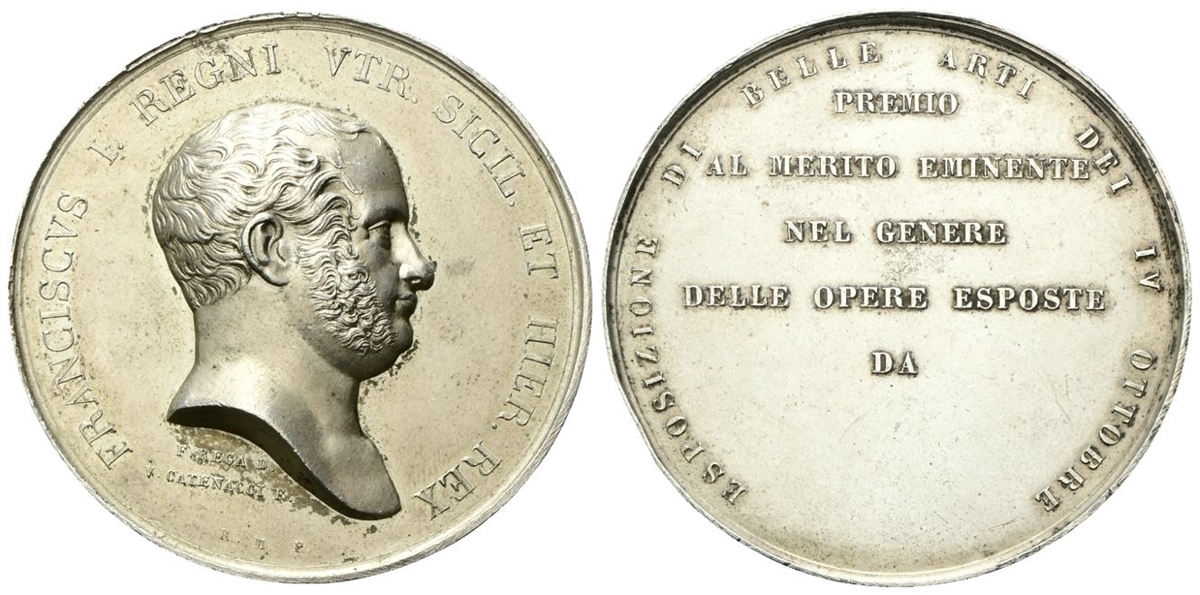 FRANCISCVS I. REGNI VTR. SICIL. ET HIER. REX
F. REGA D.
I. CATENACCI F.
R. M. P.
ESPOSIZIONE DI BELLE ARTI DEI IV OTTOBRE
PREMIO
AL MERITO EMINENTE
NEL GENERE
DELLE OPERE ESPOSTE
DA